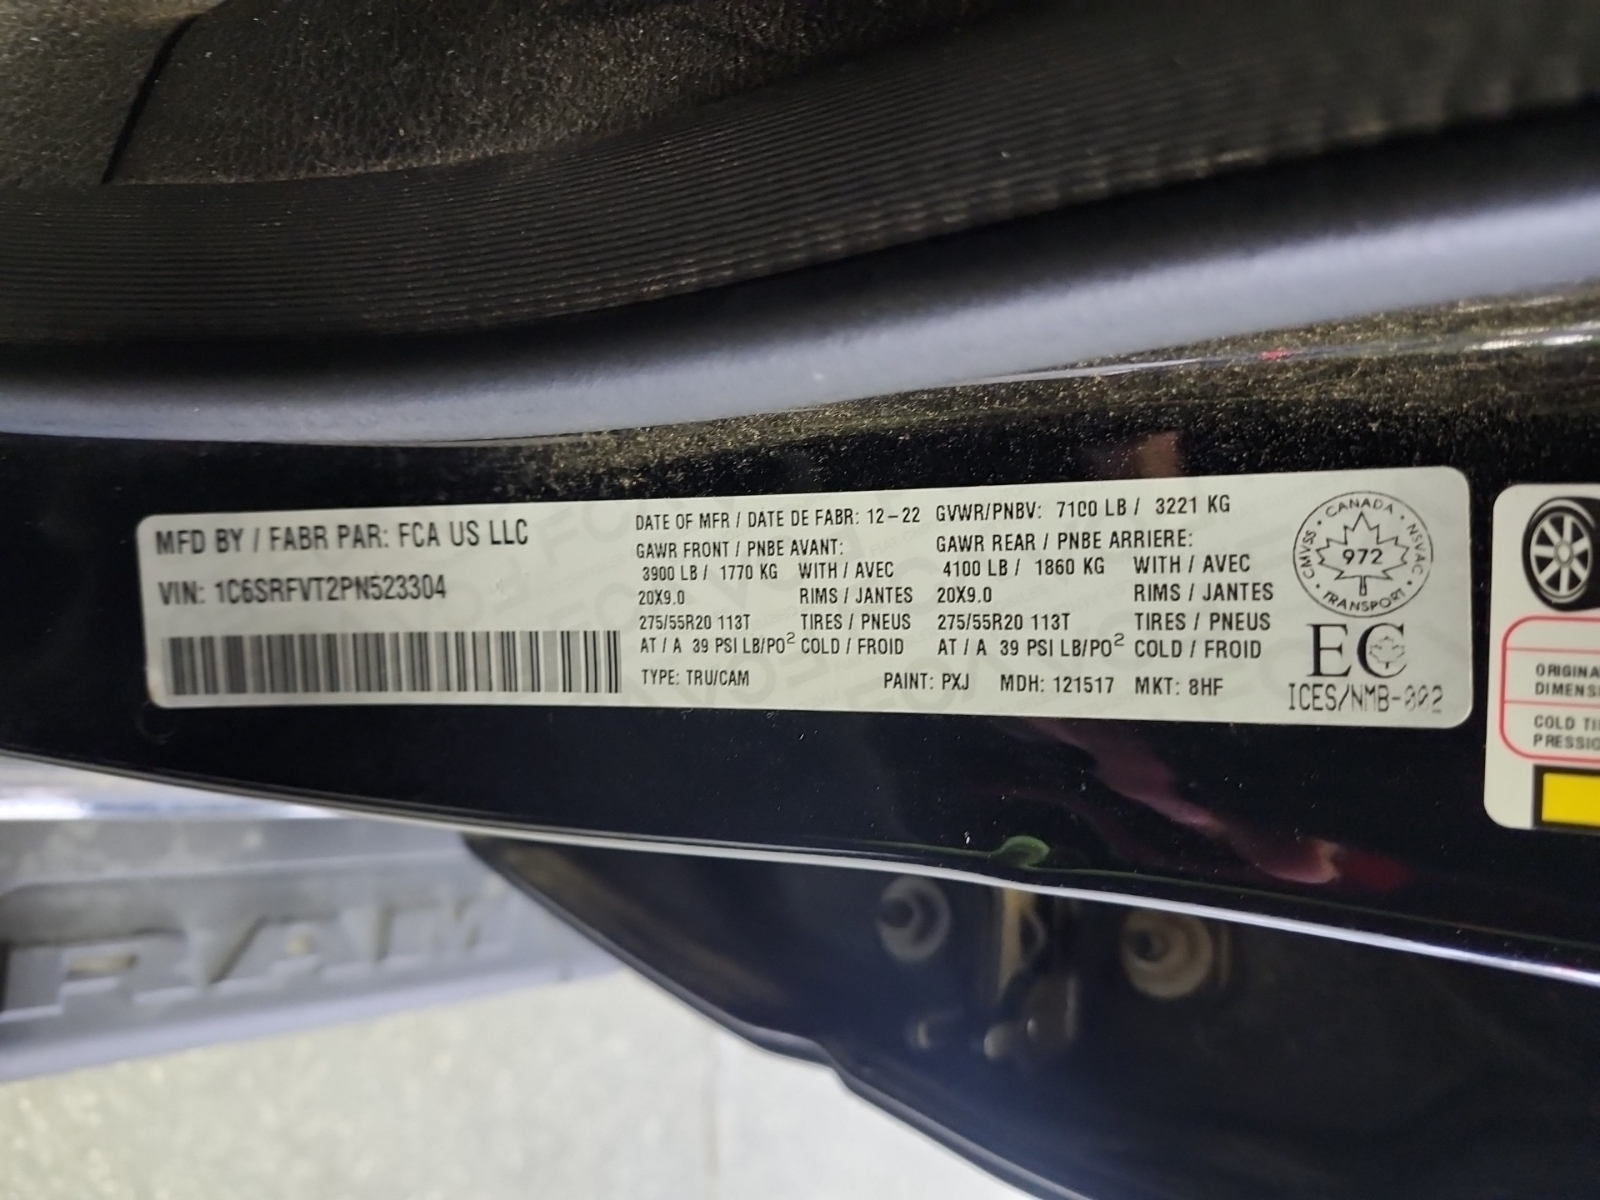 MFD BY / FABR PAR: FCA US LLC
VIN: 1C6SRFVT2PN523304
DATE OF MFR / DATE DE FABR: 12-22 GVWR/PNBV: 7100 LB / 3221 KG
GAWR FRONT / PNBE AVANT: GAWR REAR / PNBE ARRIERE:
3900 LB / 1770 KG WITH / AVEC 4100 LB / 1860 KG WITH / AVEC
20X9.0 RIMS / JANTES 20X9.0 RIMS / JANTES
275/55R20 113T TIRES / PNEUS 275/55R20 113T TIRES / PNEUS
AT / A 39 PSI LB/PO² COLD / FROID AT / A 39 PSI LB/PO² COLD / FROID
TYPE: TRU/CAM PAINT: PXJ MDH: 121517 MKT: 8HF
CANADA
CMVSS • NSVAC
972
TRANSPORT
EC
ICES/NMB-002
ORIGINA
DIMENS
COLD TI
PRESSIO
RAM